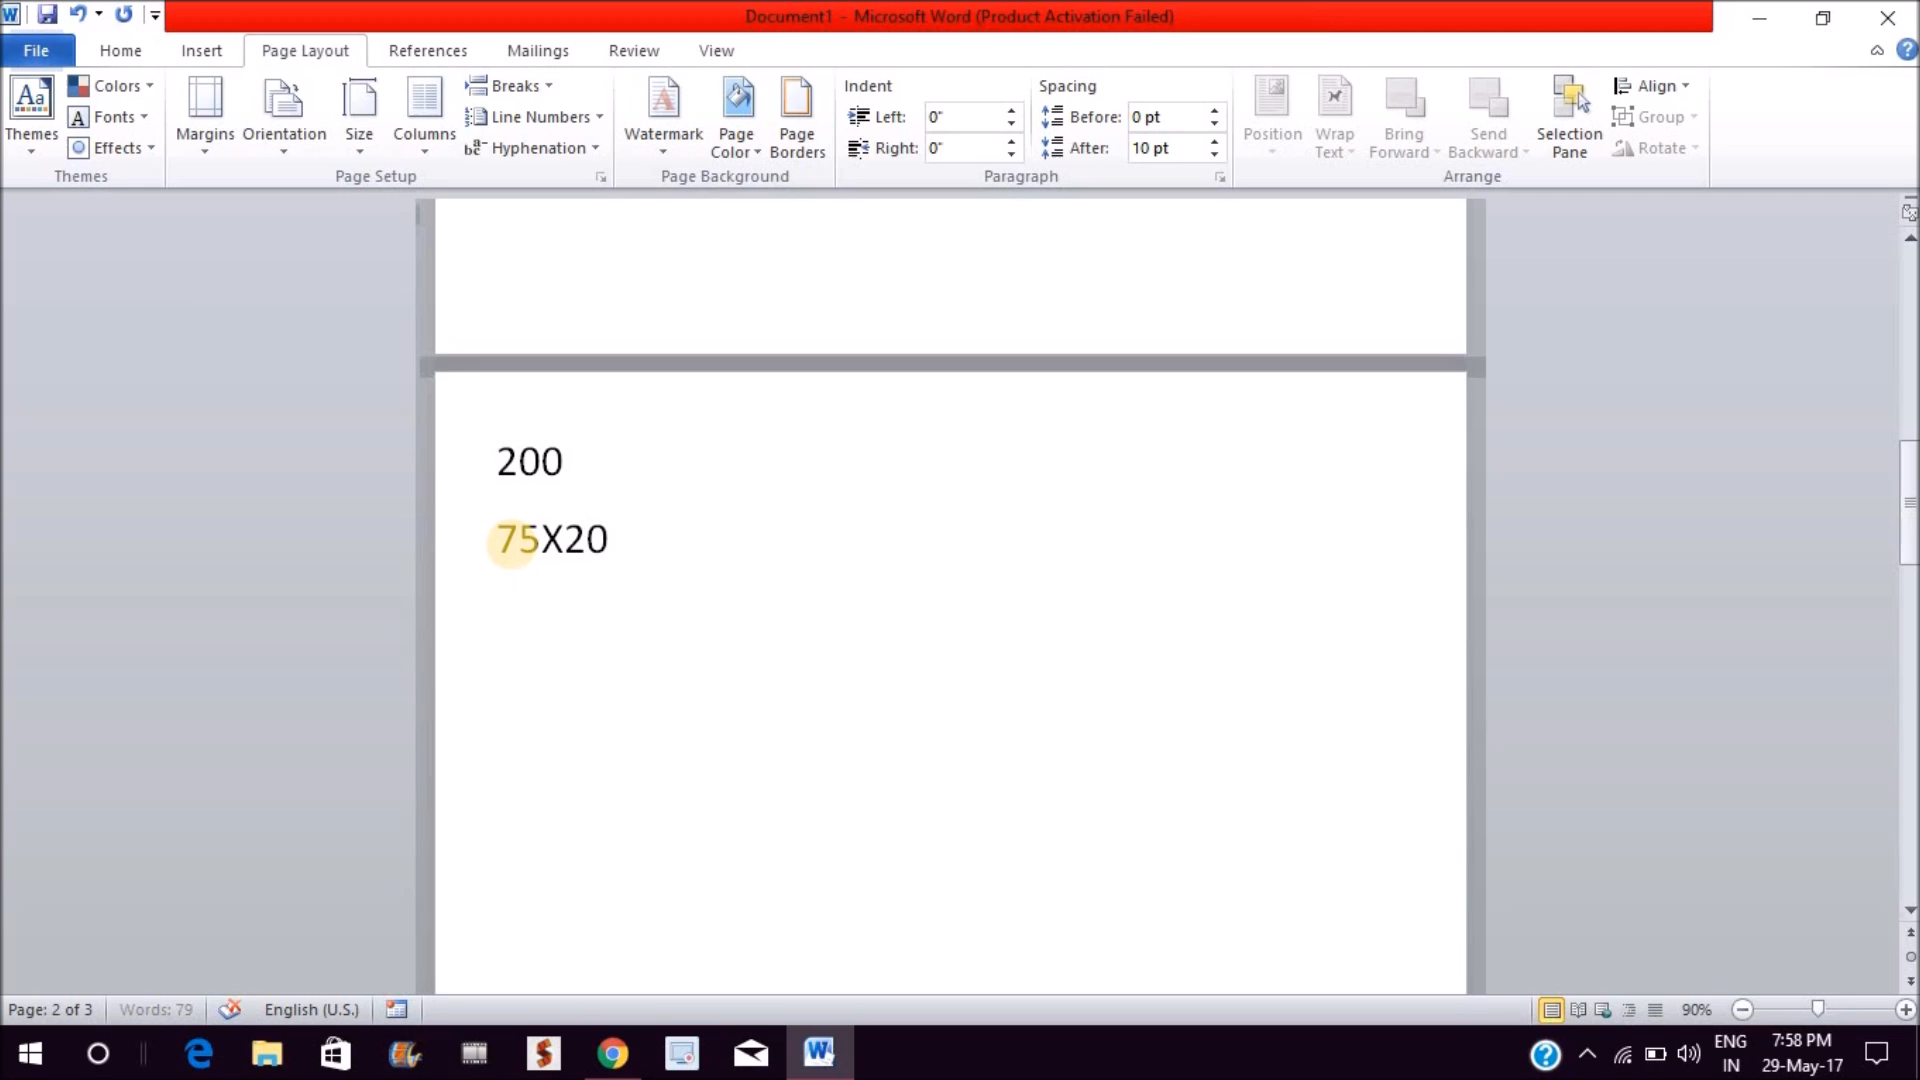 Document1 - Microsoft Word (Product Activation Failed)
File Home Insert Page Layout References Mailings Review View
Aa
Themes
Colors
Fonts
Effects
Themes
Margins
Orientation
Size
Columns
Breaks
Line Numbers
Hyphenation
Page Setup
Watermark
Page Color
Page Borders
Page Background
Indent
Left: 0"
Right: 0"
Spacing
Before: 0 pt
After: 10 pt
Paragraph
Position
Wrap Text
Bring Forward
Send Backward
Selection Pane
Align
Group
Rotate
Arrange
200
75X20
Page: 2 of 3 Words: 79 English (U.S.) 90%
ENG
IN
7:58 PM
29-May-17